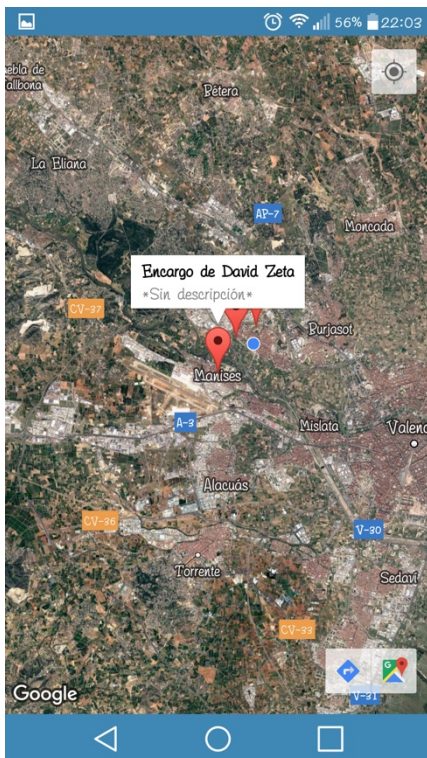 56% 22:03
ebla de
allbona
Bétera
La Eliana
AP-7
Moncada
Encargo de David Zeta
*Sin descripción*
CV-37
Burjasot
Manises
A-3
Mislata
Valenc
Alacuás
CV-36
V-30
Torrente
Sedaví
CV-33
G
Google
V-31